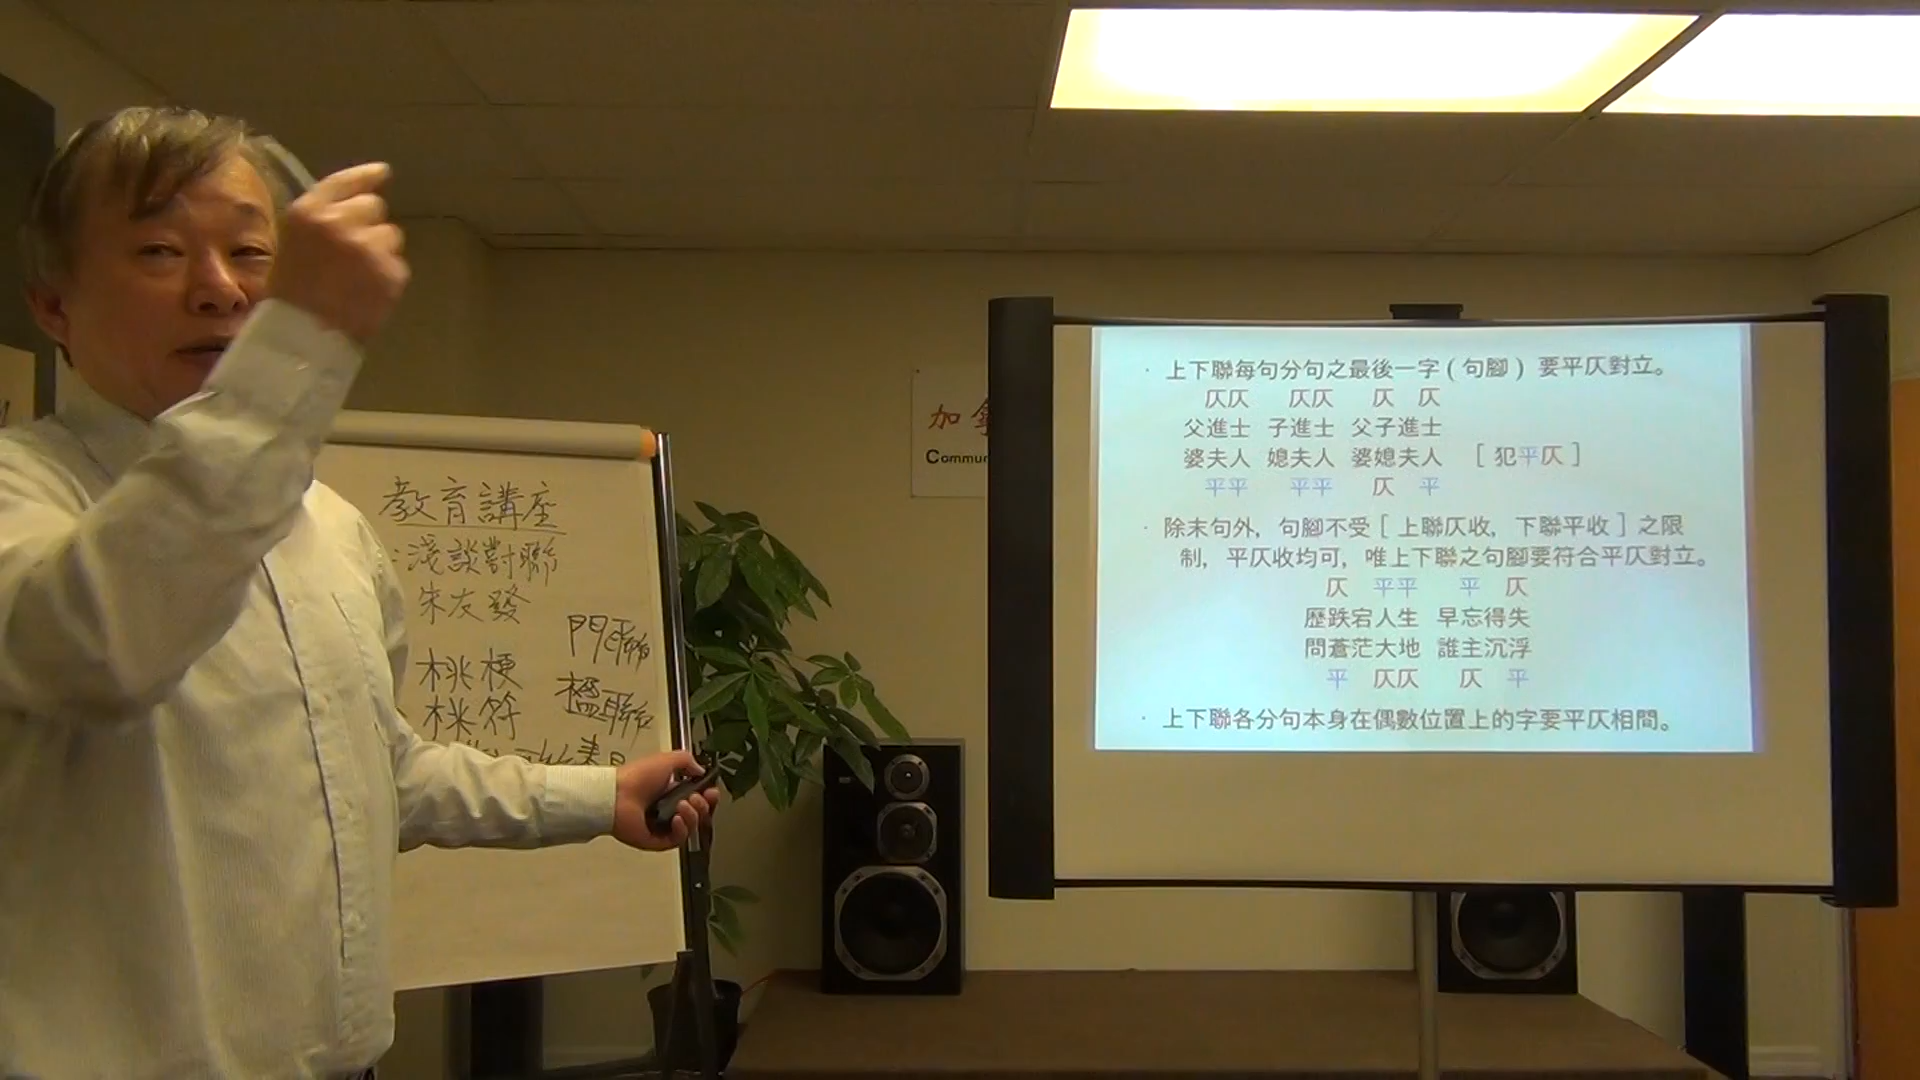 教育講座
:淺談對聯
朱友發
桃梗
桃符
門聯
楹聯
加
Commun
· 上下聯每句分句之最後一字 ( 句腳 ) 要平仄對立。
仄仄 仄仄 仄 仄
父進士 子進士 父子進士
婆夫人 媳夫人 婆媳夫人 [ 犯平仄 ]
平平 平平 仄 平
· 除末句外, 句腳不受 [ 上聯仄收, 下聯平收 ] 之限
制, 平仄收均可, 唯上下聯之句腳要符合平仄對立。
仄 平平 平 仄
歷跌宕人生 早忘得失
問蒼茫大地 誰主沉浮
平 仄仄 仄 平
· 上下聯各分句本身在偶數位置上的字要平仄相間。